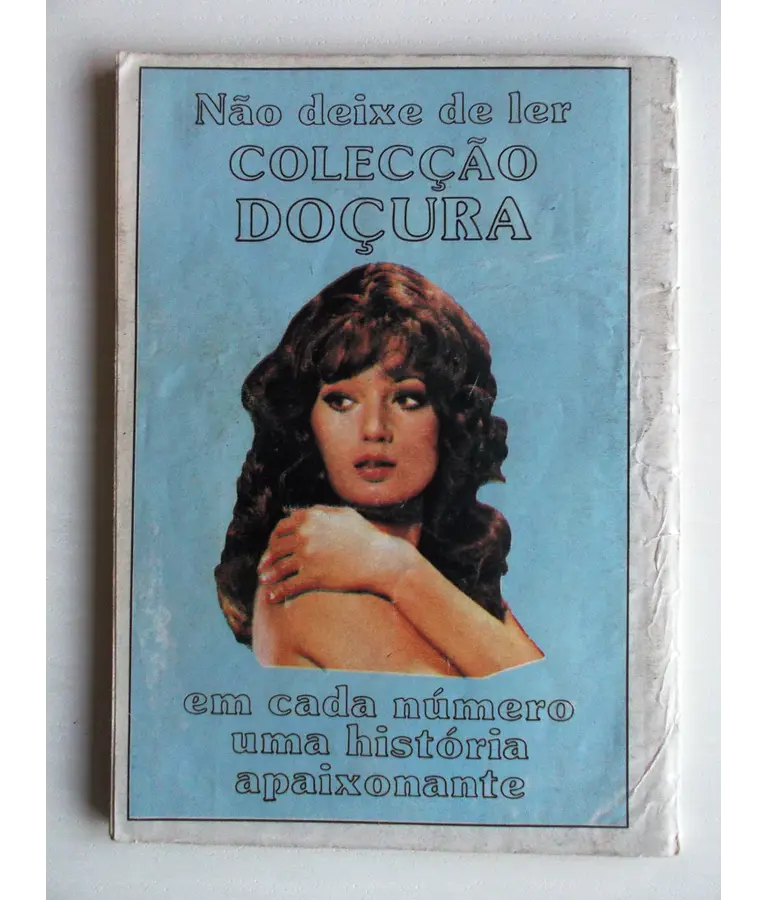 Não deixe de ler
COLECÇÃO
DOÇURA
em cada número
uma história
apaixonante